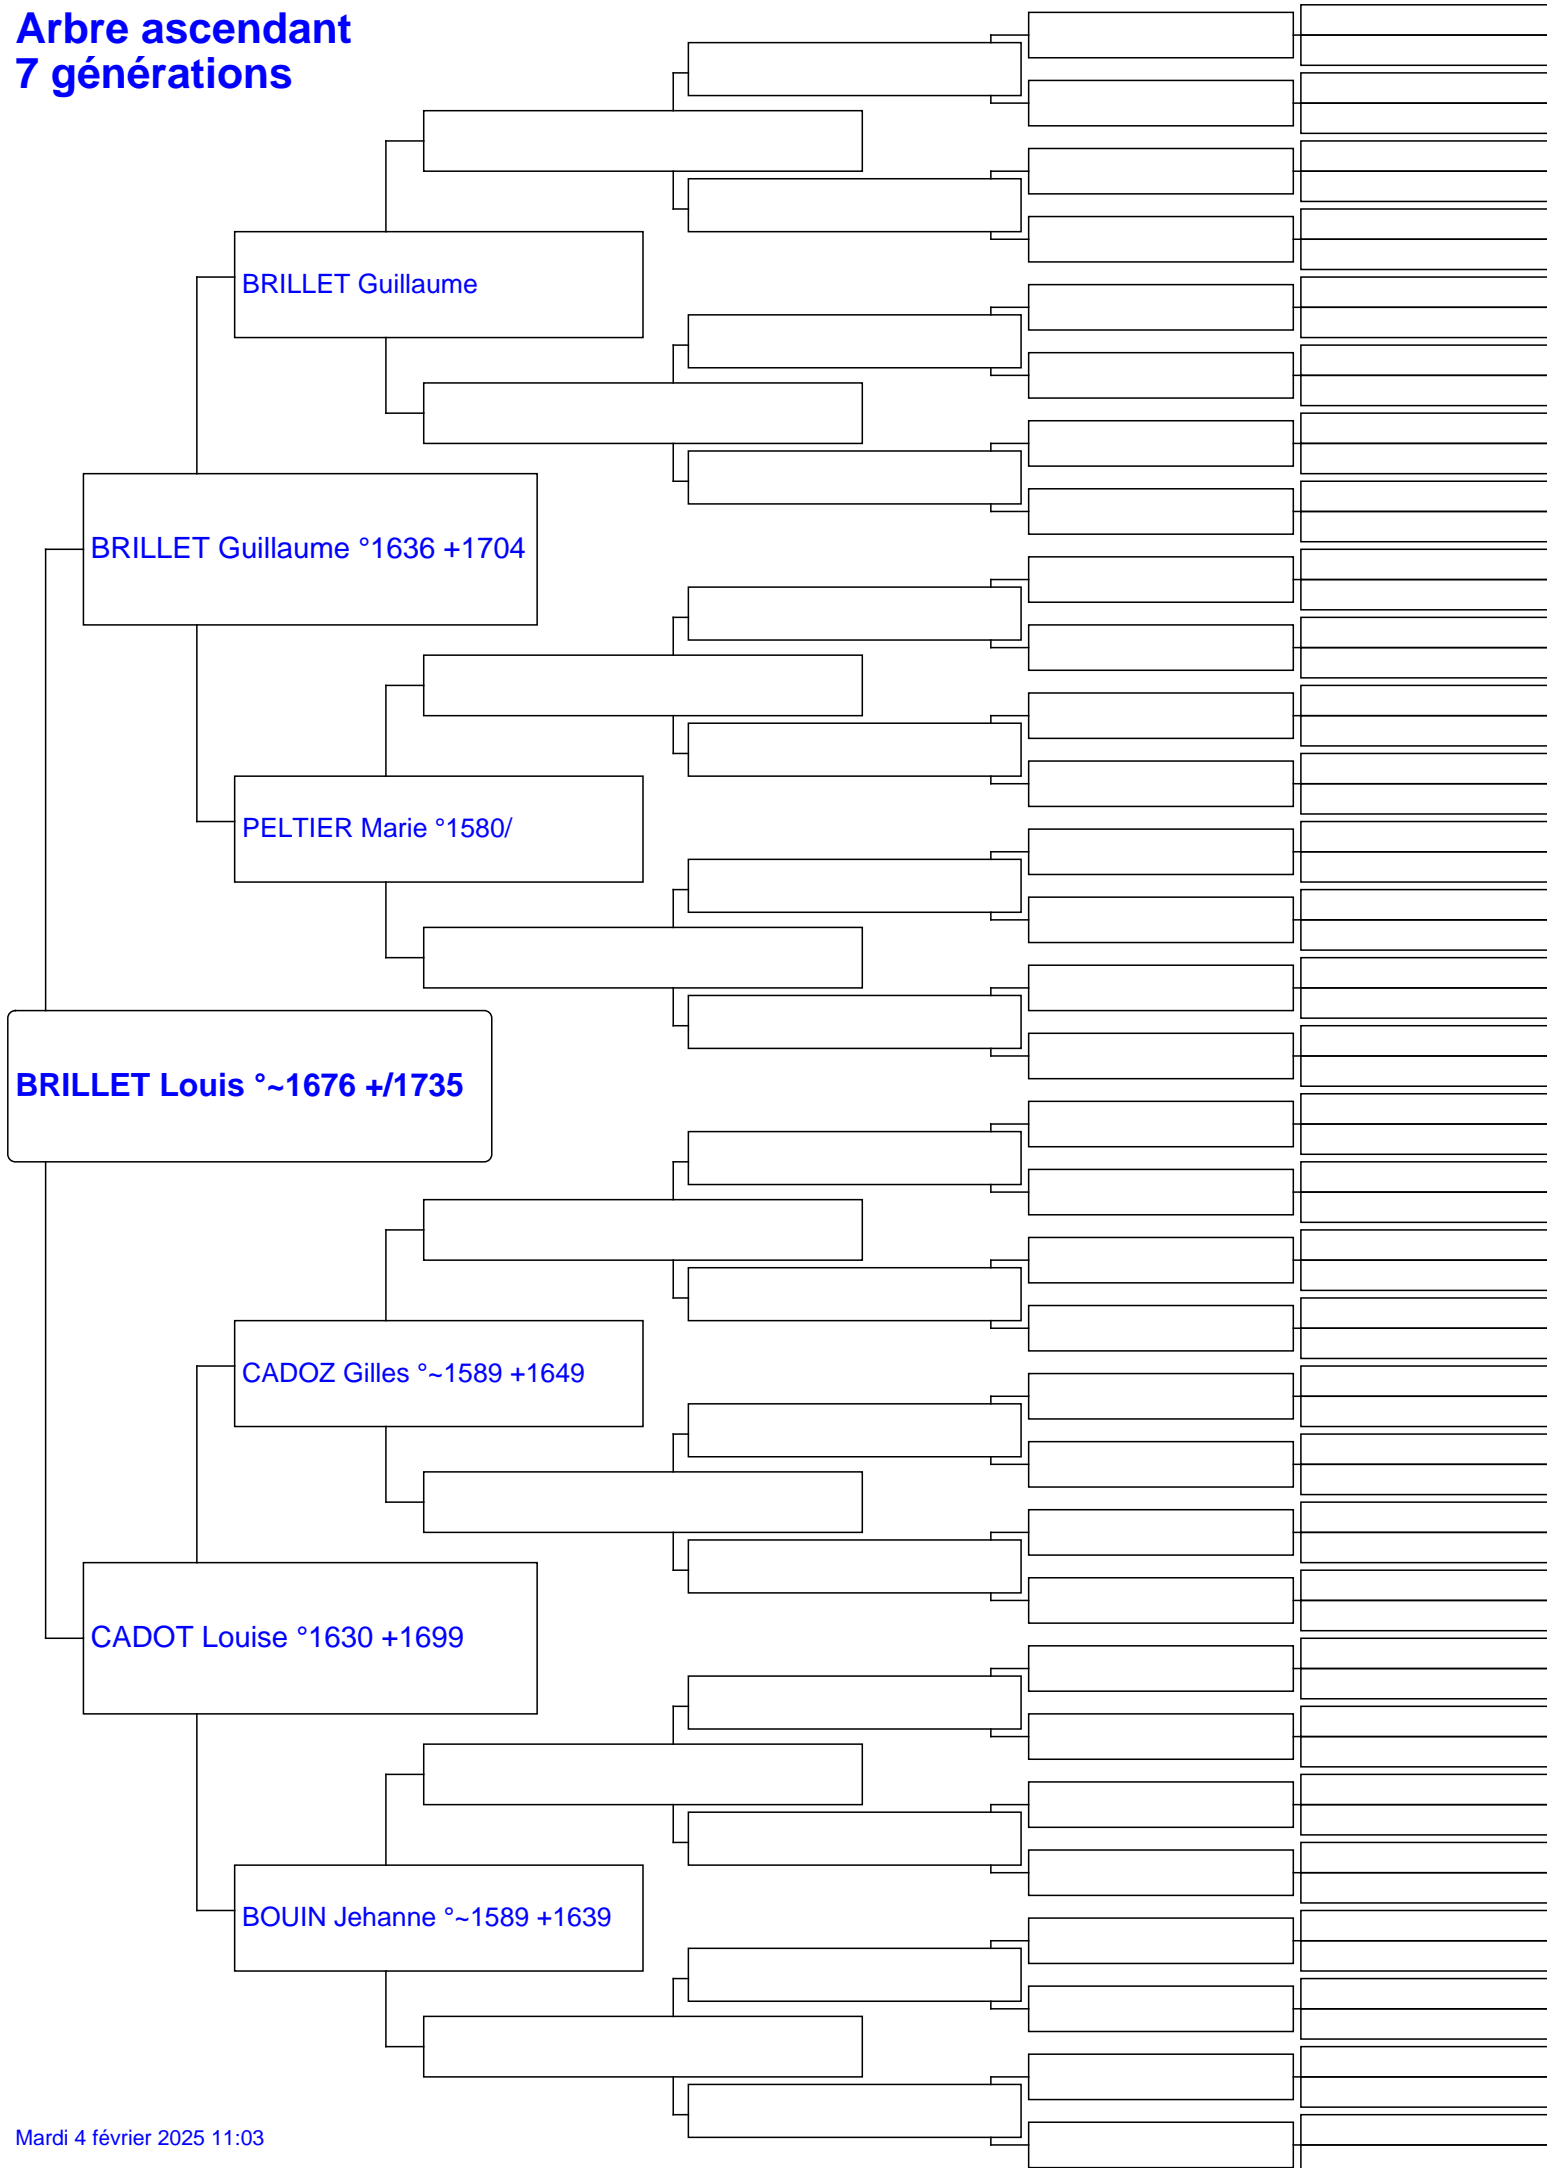 Arbre ascendant
7 générations
BRILLET Guillaume
BRILLET Guillaume °1636 +1704
PELTIER Marie °1580/
BRILLET Louis °~1676 +/1735
CADOZ Gilles °~1589 +1649
CADOT Louise °1630 +1699
BOUIN Jehanne °~1589 +1639
Mardi 4 février 2025 11:03